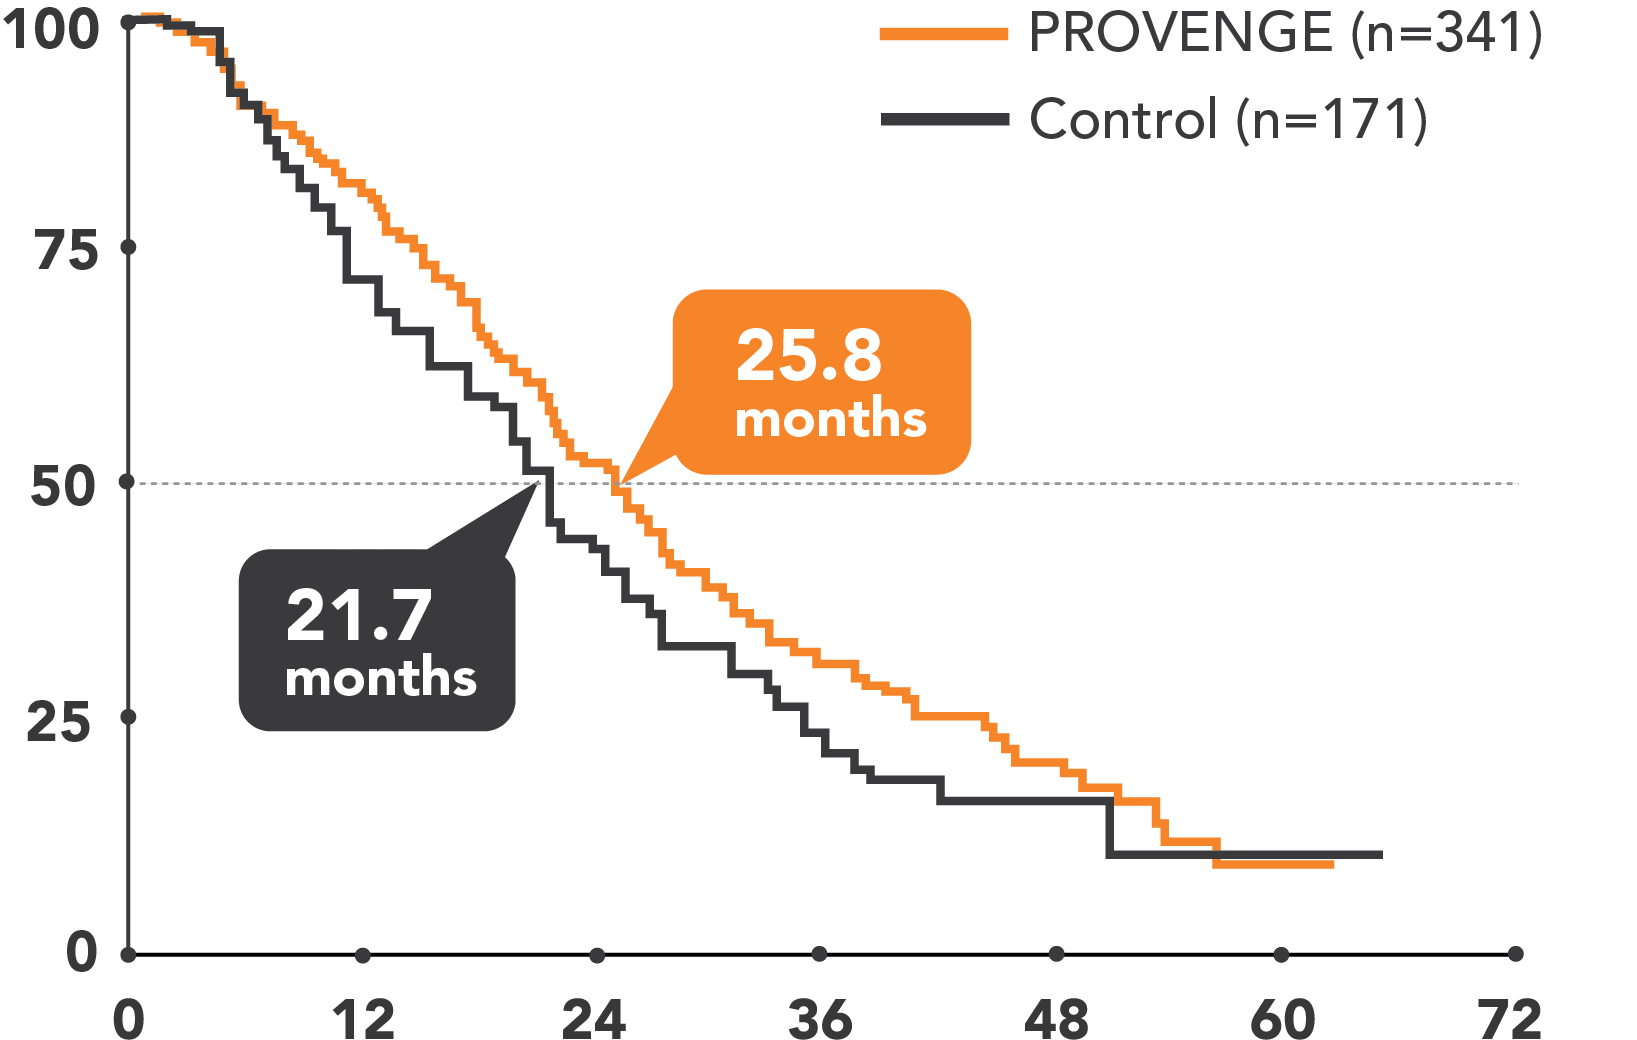 100
PROVENGE (n=341)
Control (n=171)
75
25.8
months
50
21.7
months
25
0
0 12 24 36 48 60 72